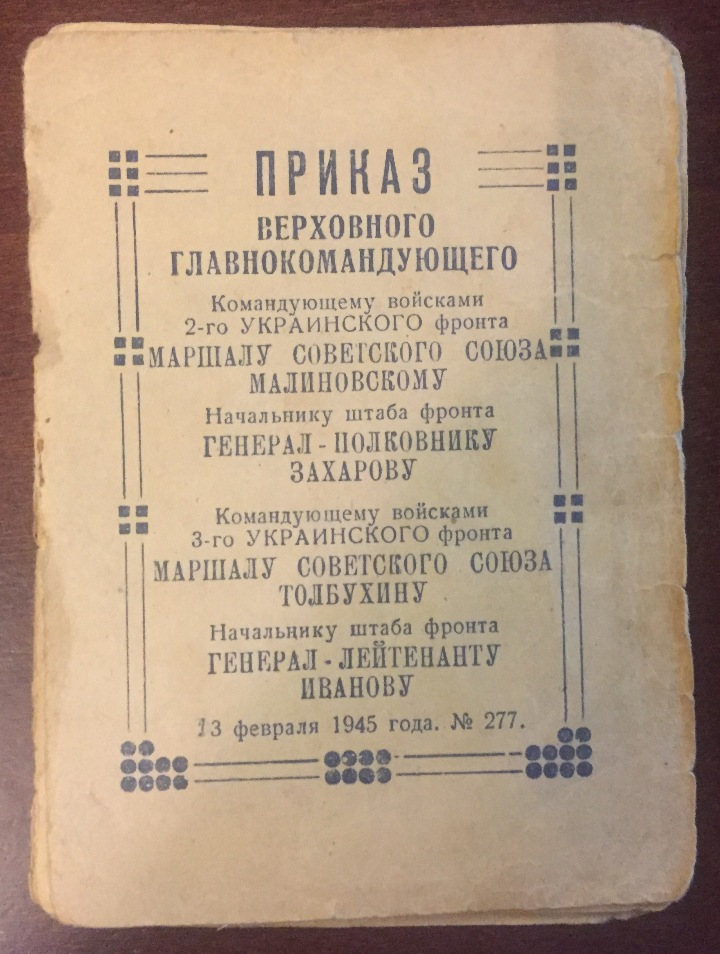 ПРИКАЗ
ВЕРХОВНОГО
ГЛАВНОКОМАНДУЮЩЕГО
Командующему войсками
2-го УКРАИНСКОГО фронта
МАРШАЛУ СОВЕТСКОГО СОЮЗА
МАЛИНОВСКОМУ
Начальнику штаба фронта
ГЕНЕРАЛ - ПОЛКОВНИКУ
ЗАХАРОВУ
Командующему войсками
3-го УКРАИНСКОГО фронта
МАРШАЛУ СОВЕТСКОГО СОЮЗА
ТОЛБУХИНУ
Начальнику штаба фронта
ГЕНЕРАЛ - ЛЕЙТЕНАНТУ
ИВАНОВУ
13 февраля 1945 года. № 277.